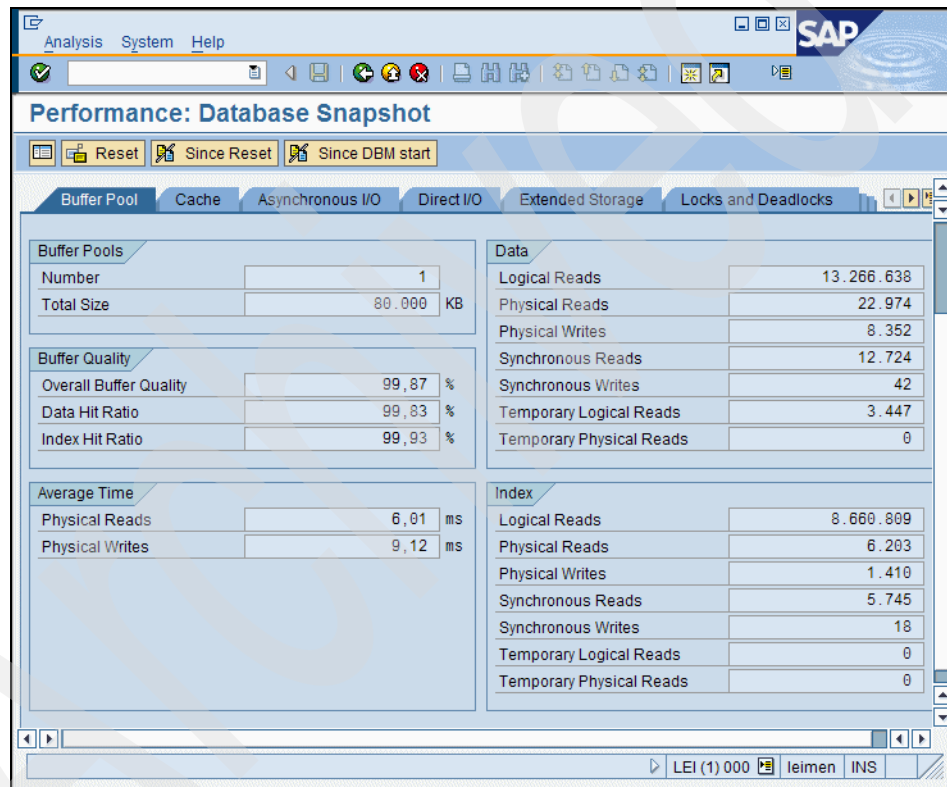 Analysis System Help
SAP
Performance: Database Snapshot
Reset Since Reset Since DBM start
Buffer Pool Cache Asynchronous I/O Direct I/O Extended Storage Locks and Deadlocks
Buffer Pools
Number 1
Total Size 80.000 KB
Buffer Quality
Overall Buffer Quality 99,87 %
Data Hit Ratio 99,83 %
Index Hit Ratio 99,93 %
Average Time
Physical Reads 6,01 ms
Physical Writes 9,12 ms
Data
Logical Reads 13.266.638
Physical Reads 22.974
Physical Writes 8.352
Synchronous Reads 12.724
Synchronous Writes 42
Temporary Logical Reads 3.447
Temporary Physical Reads 0
Index
Logical Reads 8.660.809
Physical Reads 6.203
Physical Writes 1.410
Synchronous Reads 5.745
Synchronous Writes 18
Temporary Logical Reads 0
Temporary Physical Reads 0
LEI (1) 000 leimen INS